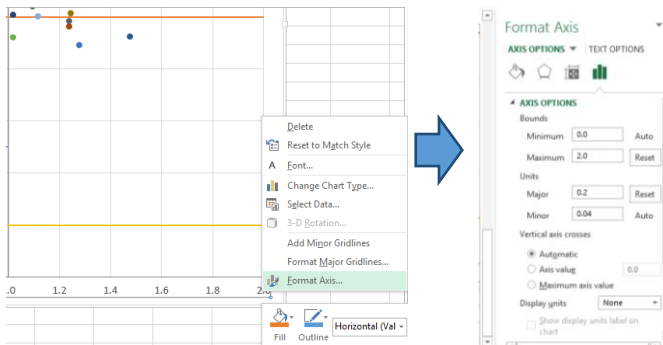 Delete
Reset to Match Style
A Font...
Change Chart Type...
Select Data...
3-D Rotation...
Add Minor Gridlines
Format Major Gridlines...
Format Axis...
1.2 1.4 1.6 1.8
Fill Outline Horizontal (Val
Format Axis
AXIS OPTIONS TEXT OPTIONS
AXIS OPTIONS
Bounds
Minimum 0.0 Auto
Maximum 2.0 Reset
Units
Major 0.2 Reset
Minor 0.04 Auto
Vertical axis crosses
Automatic
Axis value 0.0
Maximum axis value
Display units None
Show display units label on
chart